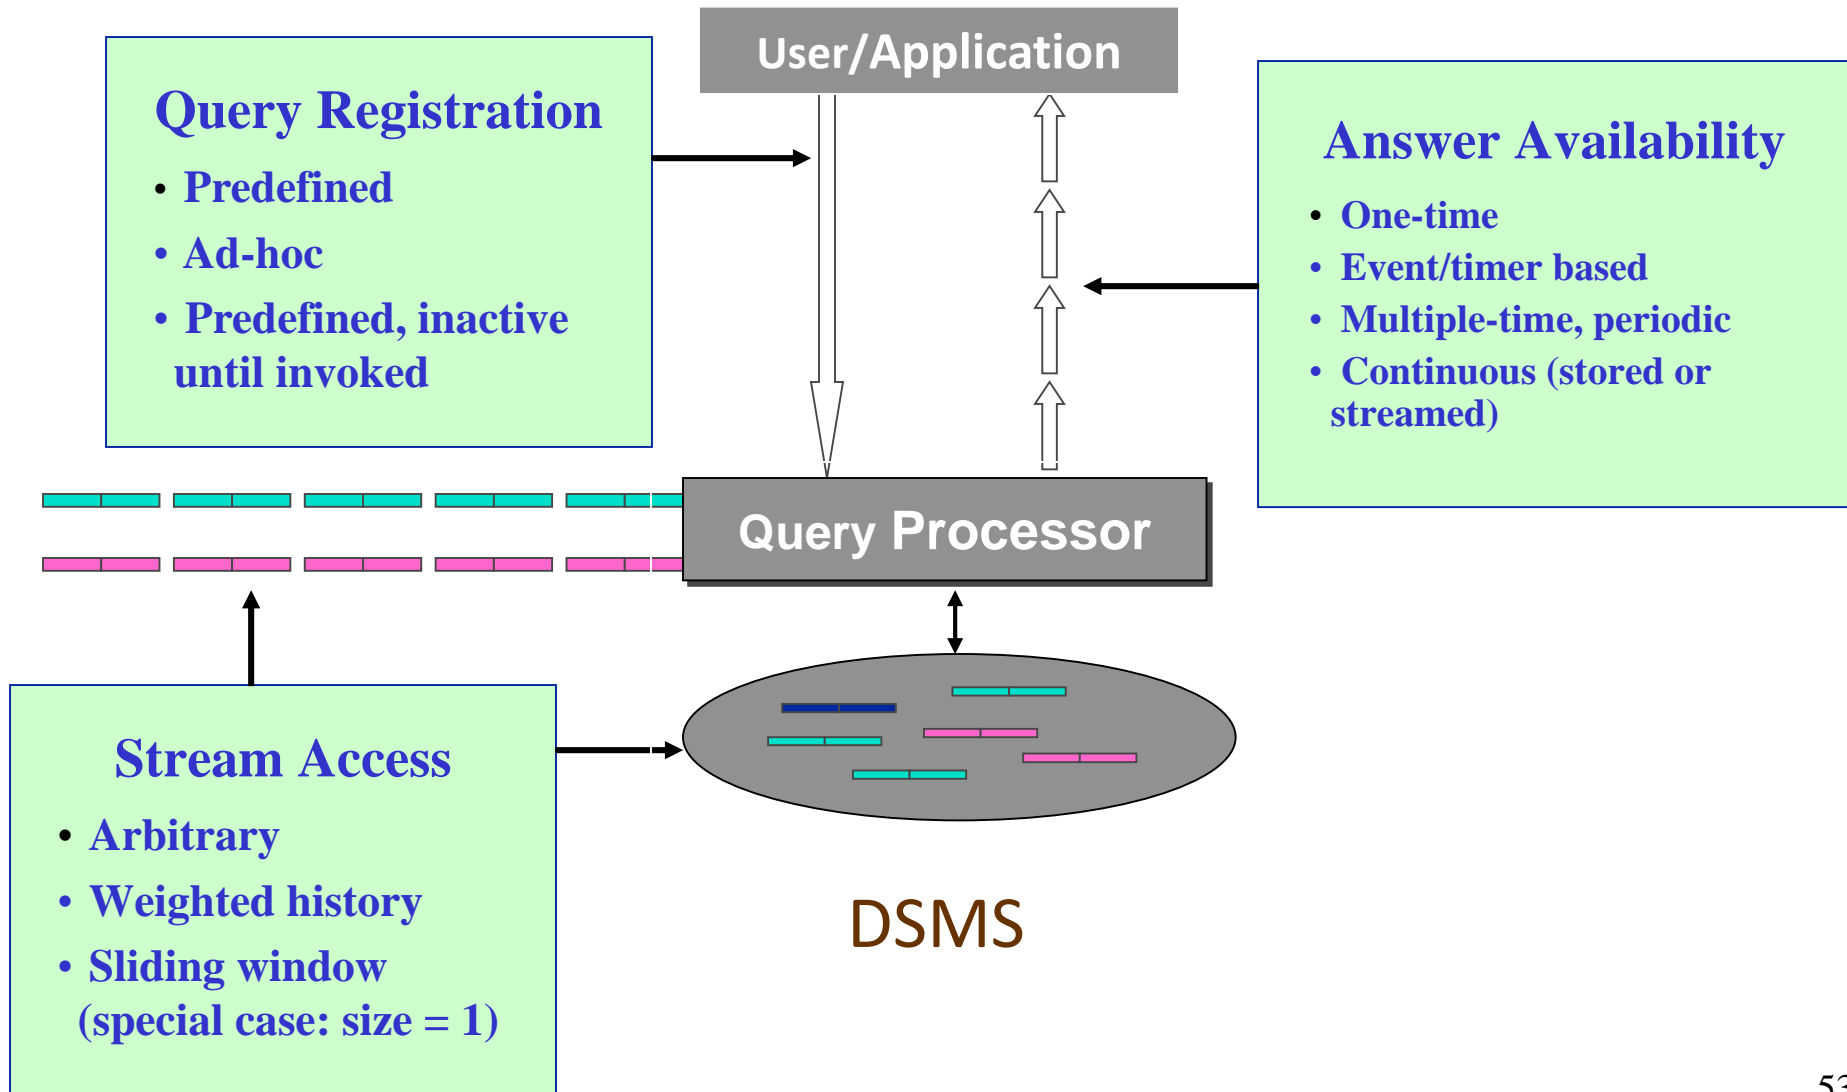 User/Application
Query Registration
• Predefined
• Ad-hoc
• Predefined, inactive
until invoked
Answer Availability
• One-time
• Event/timer based
• Multiple-time, periodic
• Continuous (stored or
streamed)
Query Processor
Stream Access
• Arbitrary
• Weighted history
• Sliding window
(special case: size = 1)
DSMS